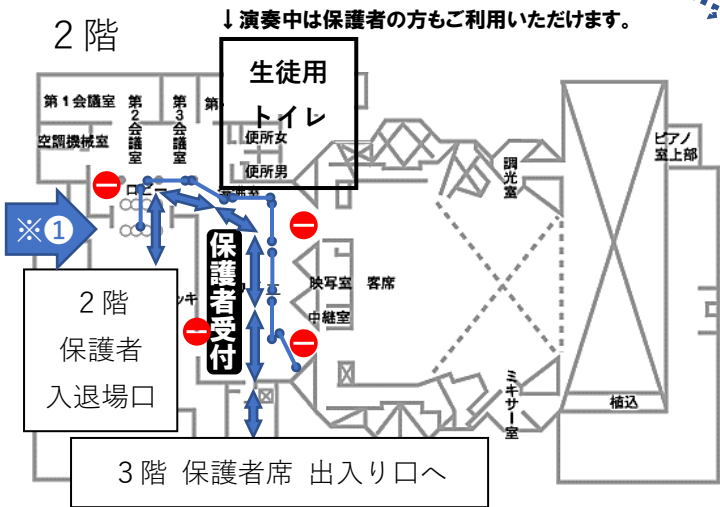 ↓演奏中は保護者の方もご利用いただけます。
2階
生徒用
トイレ
第1会議室
第2会議室
第3会議室
第
空調機械室
便所女
便所男
ロビー
調光室
ピアノ
室上部
※❶
保護者受付
映写室
客席
中継室
ッキ
2階
保護者
入退場口
ミキサー室
植込
3階 保護者席 出入り口へ